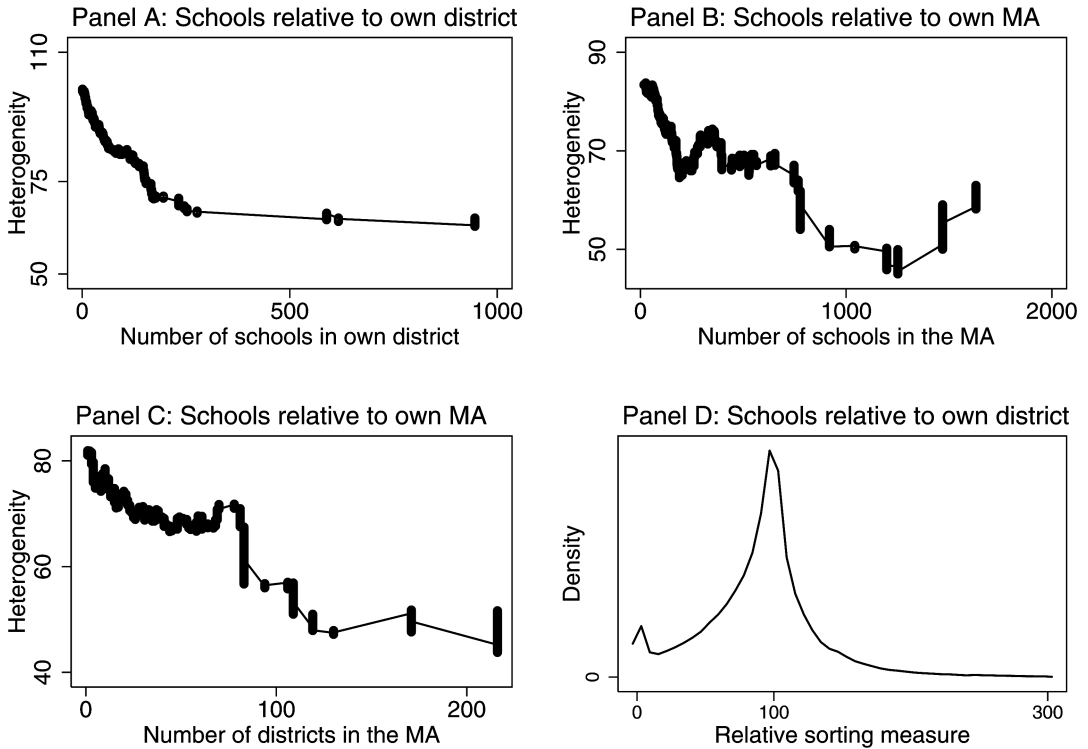 Panel A: Schools relative to own district
110
75
50
Heterogeneity
0 500 1000
Number of schools in own district
Panel B: Schools relative to own MA
90
70
50
Heterogeneity
0 1000 2000
Number of schools in the MA
Panel C: Schools relative to own MA
80
60
40
Heterogeneity
0 100 200
Number of districts in the MA
Panel D: Schools relative to own district
Density
0
0 100 300
Relative sorting measure